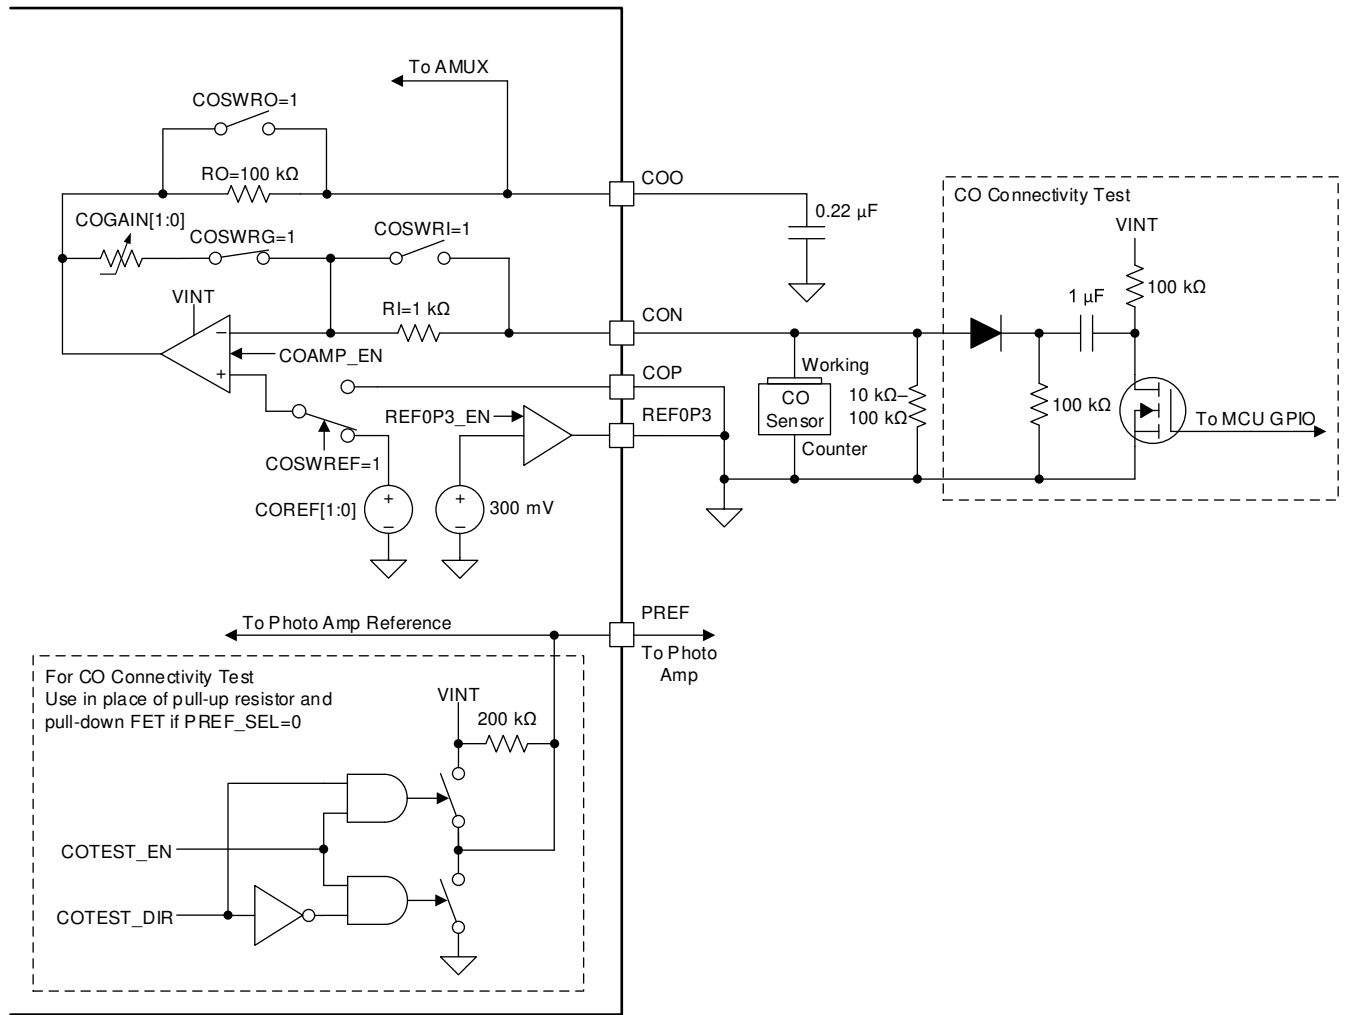 To AMUX
COSWRO=1
RO=100 kΩ
COO
COGAIN[1:0]
COSWRG=1
COSWRI=1
0.22 µF
CO Connectivity Test
VINT
100 kΩ
1 µF
VINT
RI=1 kΩ
CON
−
+
COAMP_EN
COP
Working
CO
Sensor
Counter
10 kΩ–
100 kΩ
100 kΩ
To MCU GPIO
REF0P3_EN
REF0P3
COSWREF=1
COREF[1:0]
+
−
+
−
300 mV
PREF
To Photo Amp Reference
To Photo
Amp
For CO Connectivity Test
Use in place of pull-up resistor and
pull-down FET if PREF_SEL=0
VINT
200 kΩ
COTEST_EN
COTEST_DIR